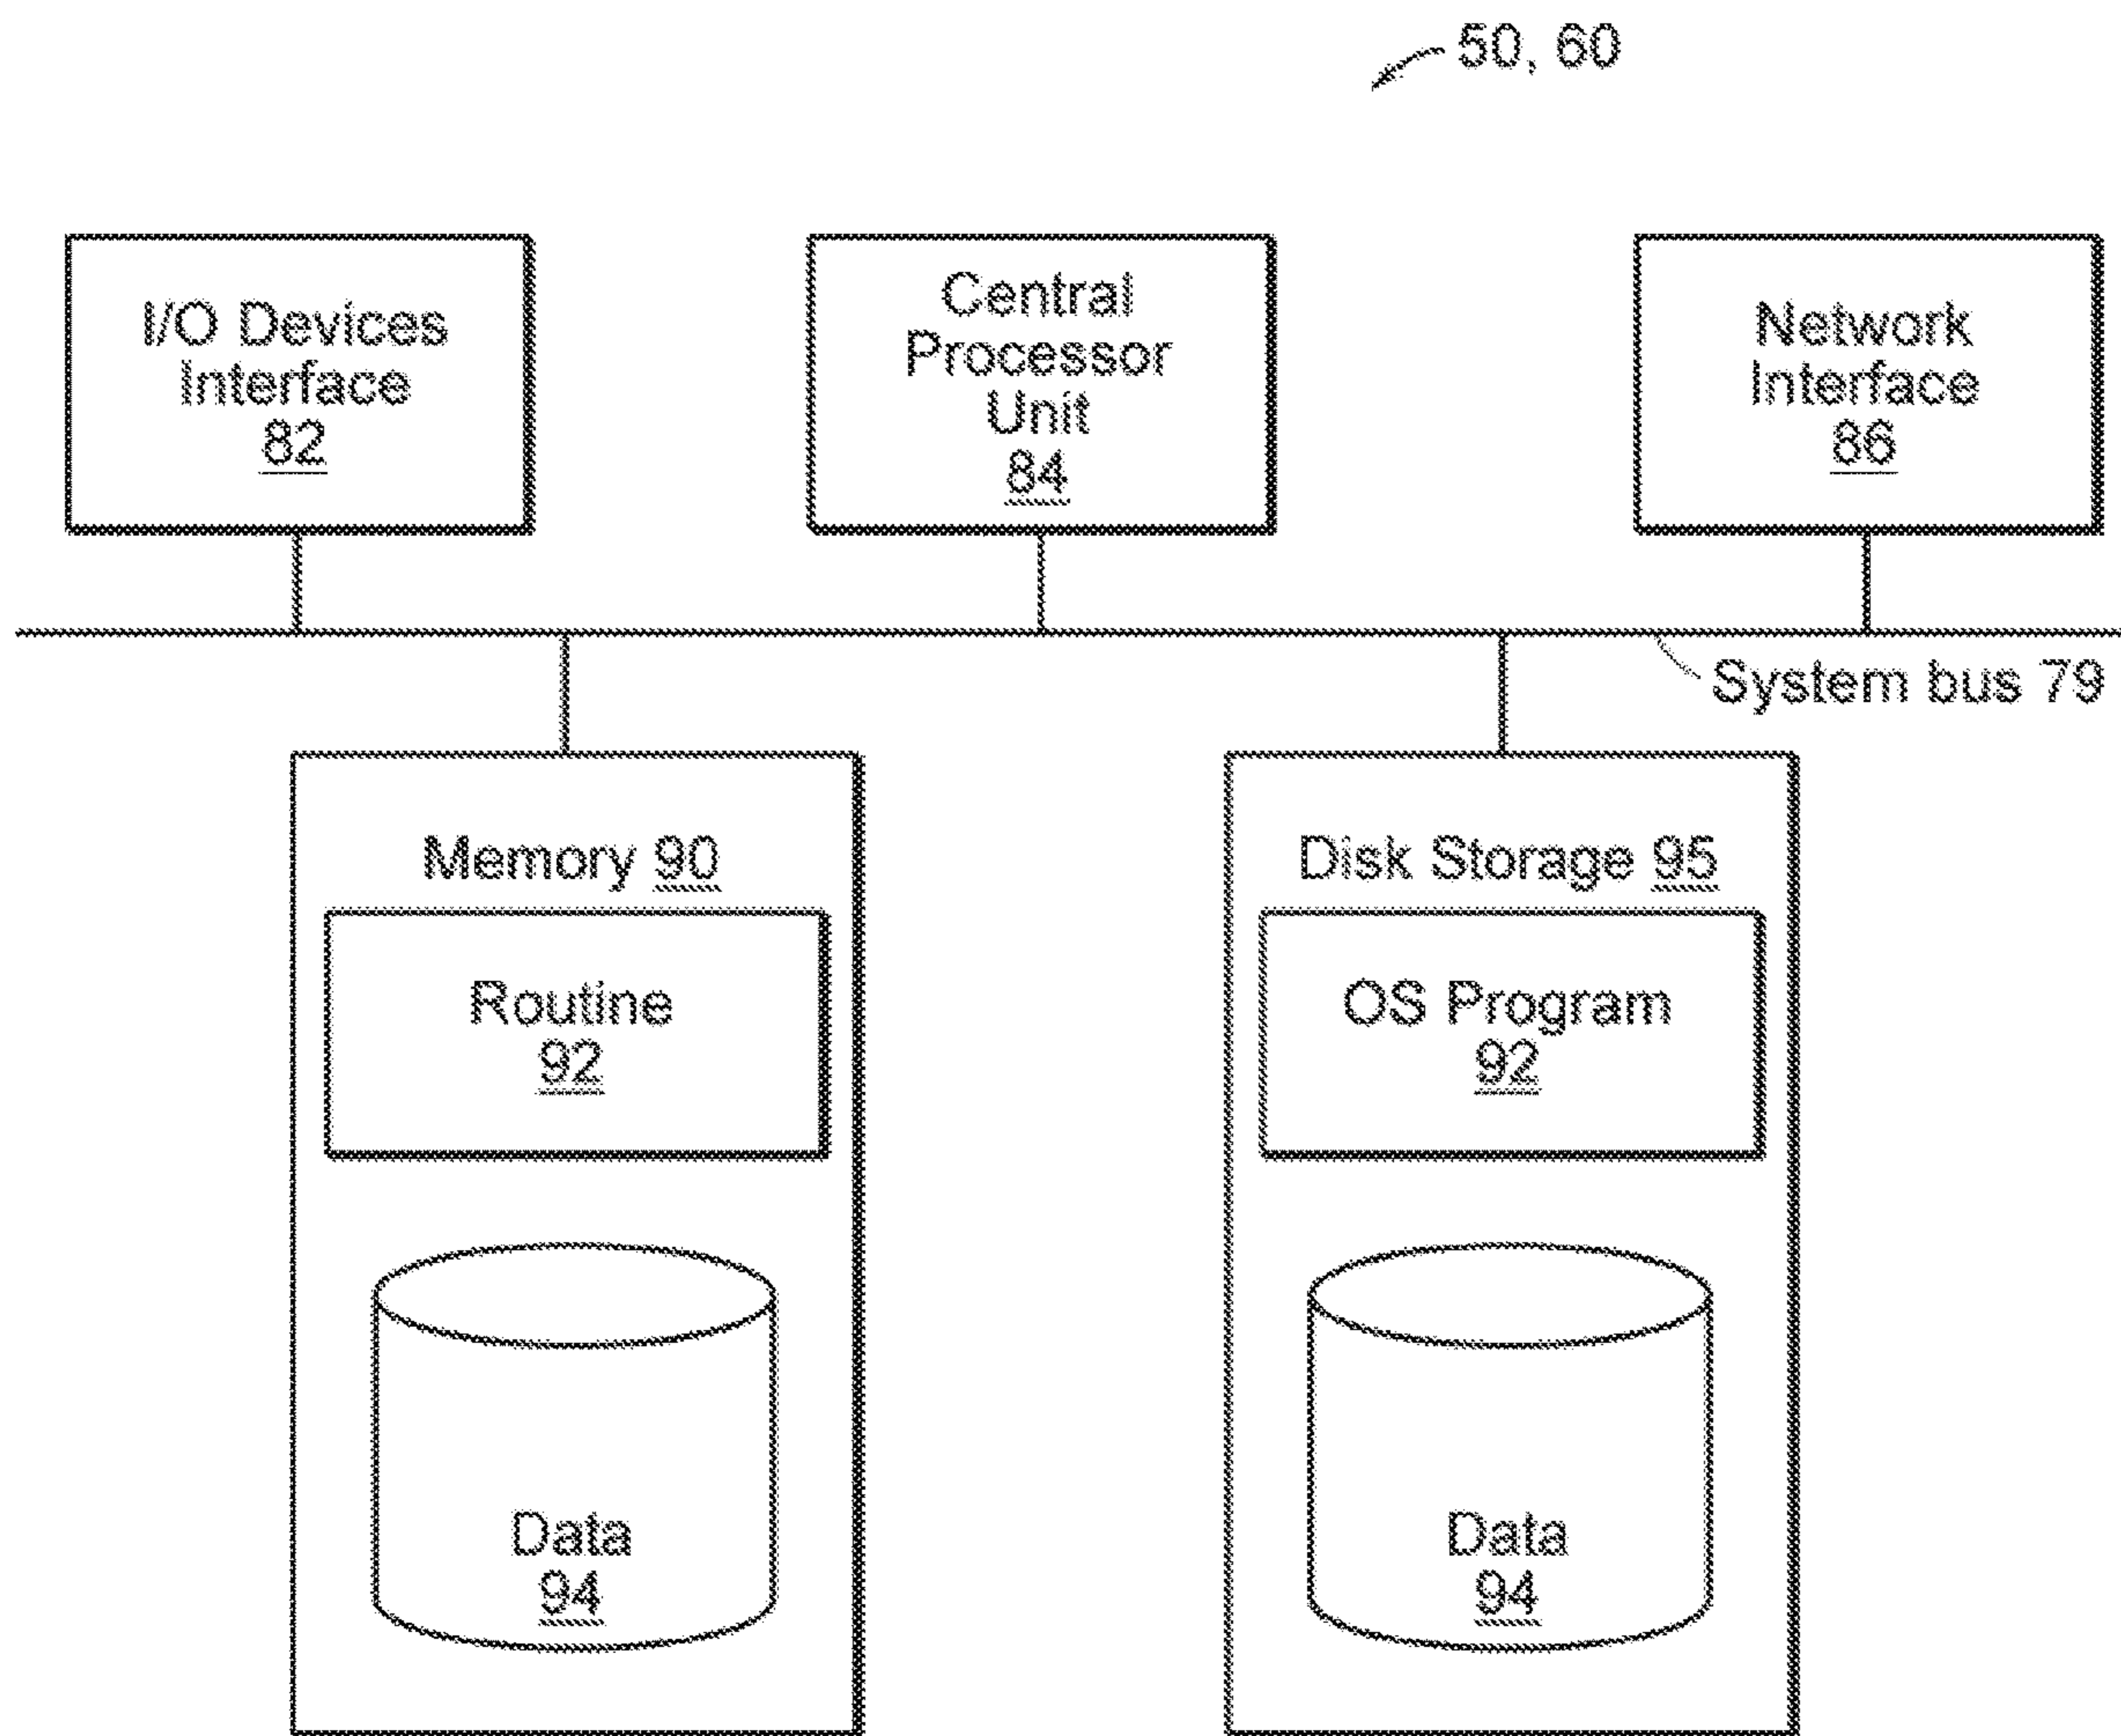 50, 60
I/O Devices
Interface
82
Central
Processor
Unit
84
Network
Interface
86
System bus 79
Memory 90
Routine
92
Data
94
Disk Storage 95
OS Program
92
Data
94